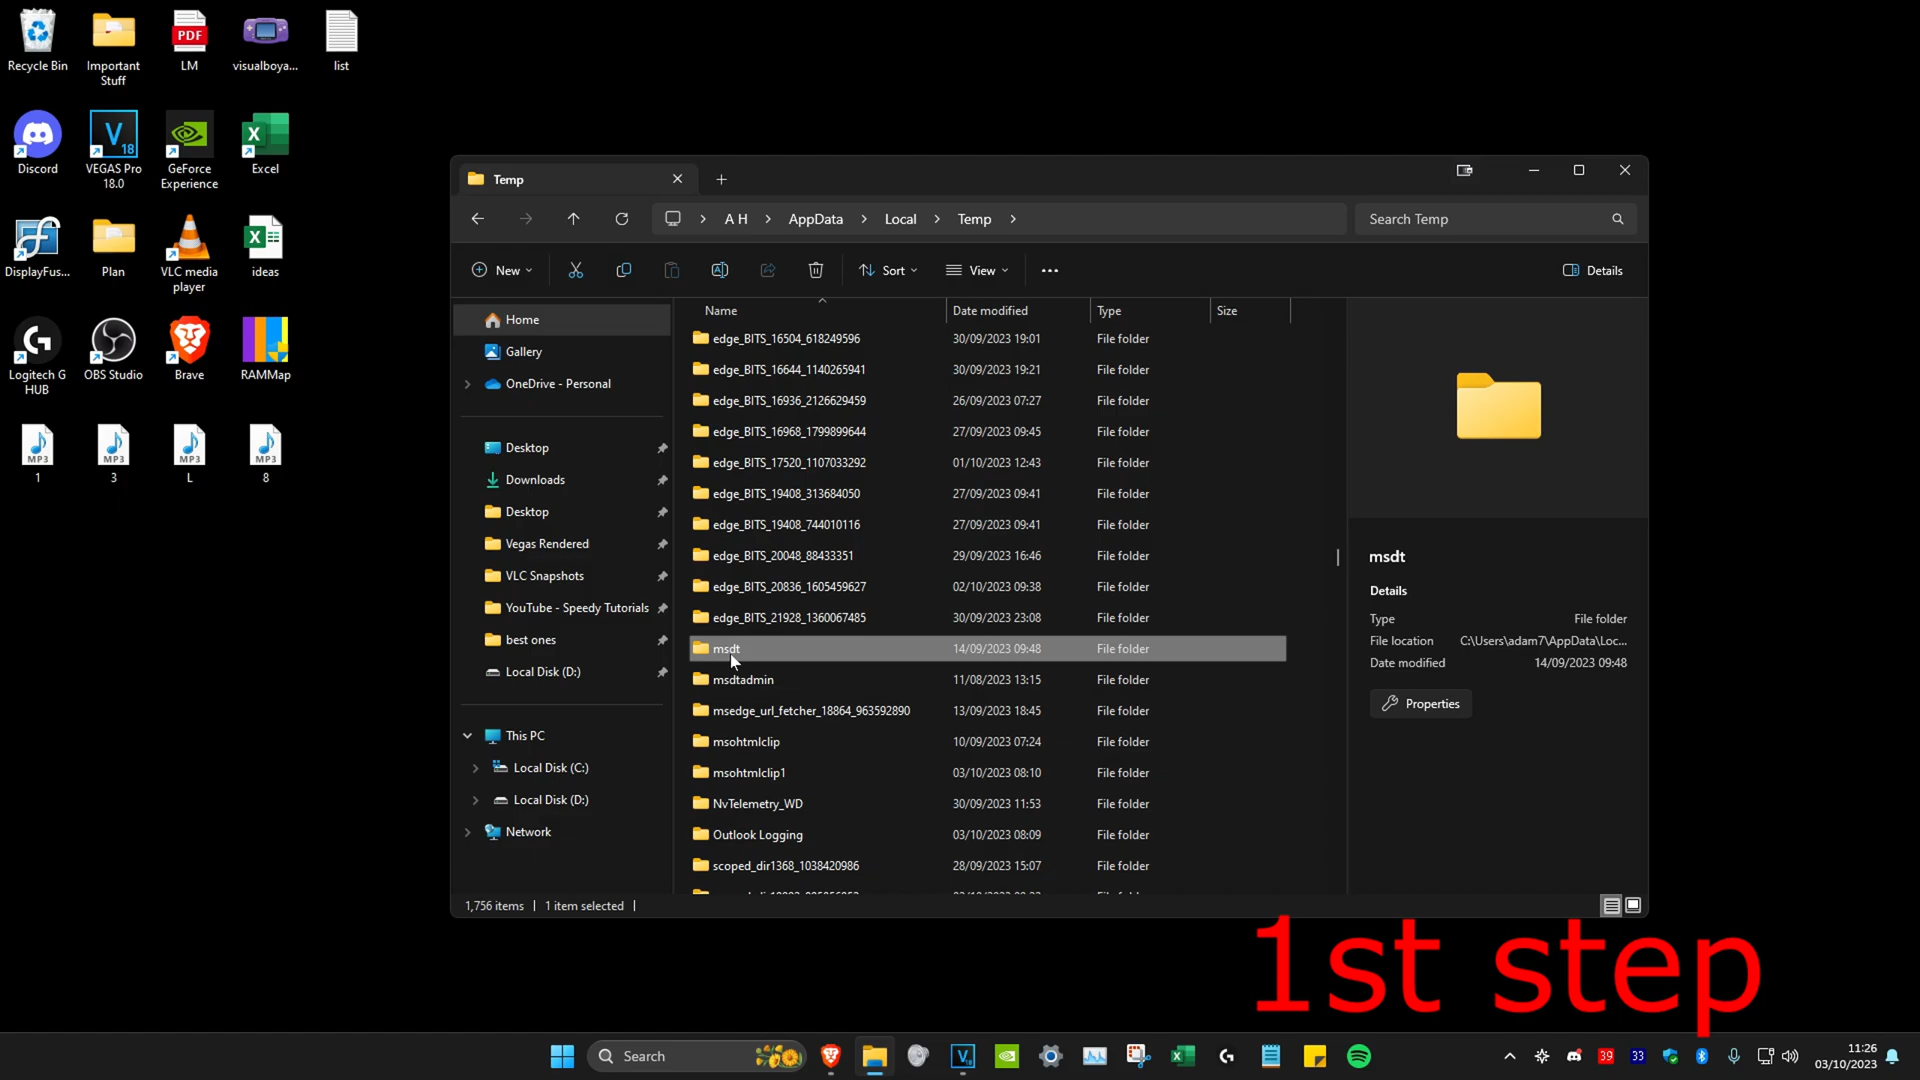 Recycle Bin
Important
Stuff
PDF
LM
visualboya...
list
Discord
V
18
VEGAS Pro
18.0
GeForce
Experience
X
Excel
DisplayFus...
Plan
VLC media
player
X
ideas
Logitech G
HUB
OBS Studio
Brave
RAMMap
MP3
1
MP3
3
MP3
L
MP3
8
Temp
A H
AppData
Local
Temp
Search Temp
New
Sort
View
Details
Home
Gallery
OneDrive - Personal
Desktop
Downloads
Desktop
Vegas Rendered
VLC Snapshots
YouTube - Speedy Tutorials
best ones
Local Disk (D:)
This PC
Local Disk (C:)
Local Disk (D:)
Network
Name Date modified Type Size
edge_BITS_16504_618249596 30/09/2023 19:01 File folder
edge_BITS_16644_1140265941 30/09/2023 19:21 File folder
edge_BITS_16936_2126629459 26/09/2023 07:27 File folder
edge_BITS_16968_1799899644 27/09/2023 09:45 File folder
edge_BITS_17520_1107033292 01/10/2023 12:43 File folder
edge_BITS_19408_313684050 27/09/2023 09:41 File folder
edge_BITS_19408_744010116 27/09/2023 09:41 File folder
edge_BITS_20048_88433351 29/09/2023 16:46 File folder
edge_BITS_20836_1605459627 02/10/2023 09:38 File folder
edge_BITS_21928_1360067485 30/09/2023 23:08 File folder
msdt 14/09/2023 09:48 File folder
msdtadmin 11/08/2023 13:15 File folder
msedge_url_fetcher_18864_963592890 13/09/2023 18:45 File folder
msohtmlclip 10/09/2023 07:24 File folder
msohtmlclip1 03/10/2023 08:10 File folder
NvTelemetry_WD 30/09/2023 11:53 File folder
Outlook Logging 03/10/2023 08:09 File folder
scoped_dir1368_1038420986 28/09/2023 15:07 File folder
msdt
Details
Type File folder
File location C:\Users\adam7\AppData\Loc...
Date modified 14/09/2023 09:48
Properties
1,756 items 1 item selected
1st step
Search
39
33
11:26
03/10/2023